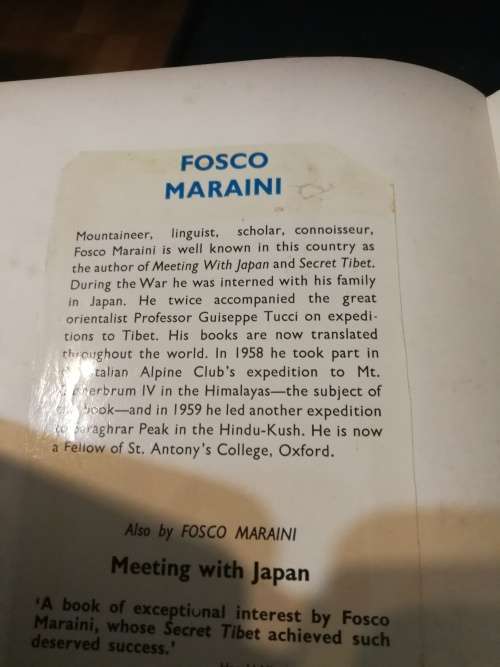 FOSCO
MARAINI
Mountaineer, linguist, scholar, connoisseur,
Fosco Maraini is well known in this country as
the author of Meeting With Japan and Secret Tibet.
During the War he was interned with his family
in Japan. He twice accompanied the great
orientalist Professor Guiseppe Tucci on expedi-
tions to Tibet. His books are now translated
throughout the world. In 1958 he took part in
Italian Alpine Club's expedition to Mt.
IV in the Himalayas—the subject of
book—and in 1959 he led another expedition
to Saraghrar Peak in the Hindu-Kush. He is now
a Fellow of St. Antony's College, Oxford.
Also by FOSCO MARAINI
Meeting with Japan
'A book of exceptional interest by Fosco
Maraini, whose Secret Tibet achieved such
deserved success.'